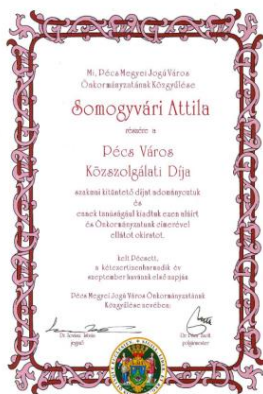 Mi, Pécs Megyei Jogú Város
Önkormányzatának Közgyűlése
Somogyvári Attila
részére a
Pécs Város
Közszolgálati Díja
szakmai kitüntető díjat adományoztuk
és
ennek tanúságául kiadtuk ezen aláírt
és Önkormányzatunk címerével
ellátott okiratot.
kelt Pécsett,
a kétezertizenharmadik év
szeptember havának első napján
Pécs Megyei Jogú Város Önkormányzatának
Közgyűlése nevében:
jegyző
polgármester